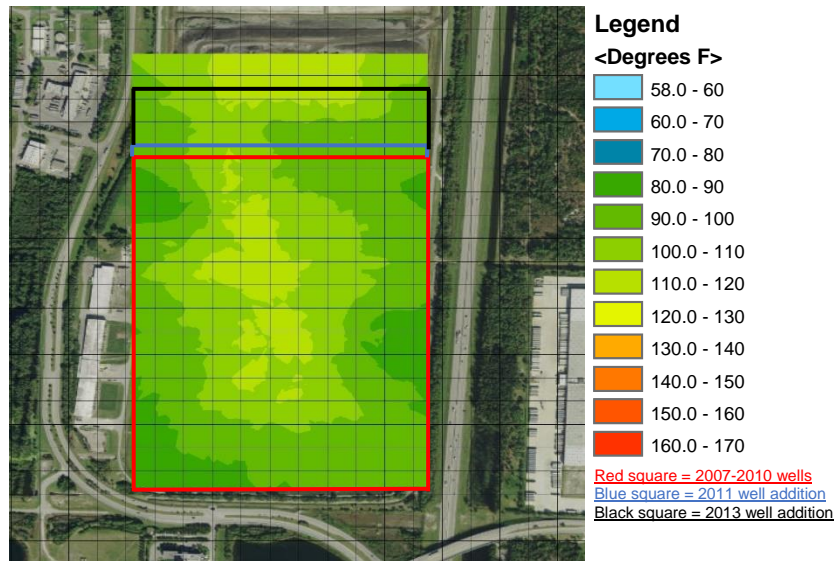 Legend
<Degrees F>
58.0 - 60
60.0 - 70
70.0 - 80
80.0 - 90
90.0 - 100
100.0 - 110
110.0 - 120
120.0 - 130
130.0 - 140
140.0 - 150
150.0 - 160
160.0 - 170
Red square = 2007-2010 wells
Blue square = 2011 well addition
Black square = 2013 well addition